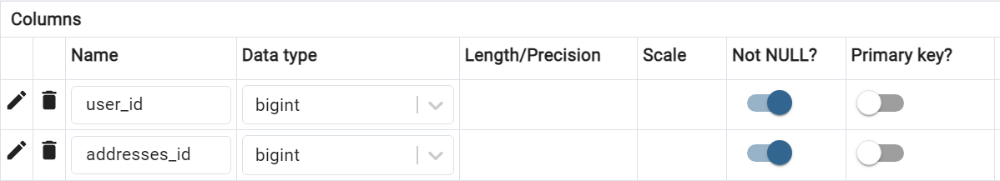 Columns
Name Data type Length/Precision Scale Not NULL? Primary key?
user_id bigint
addresses_id bigint